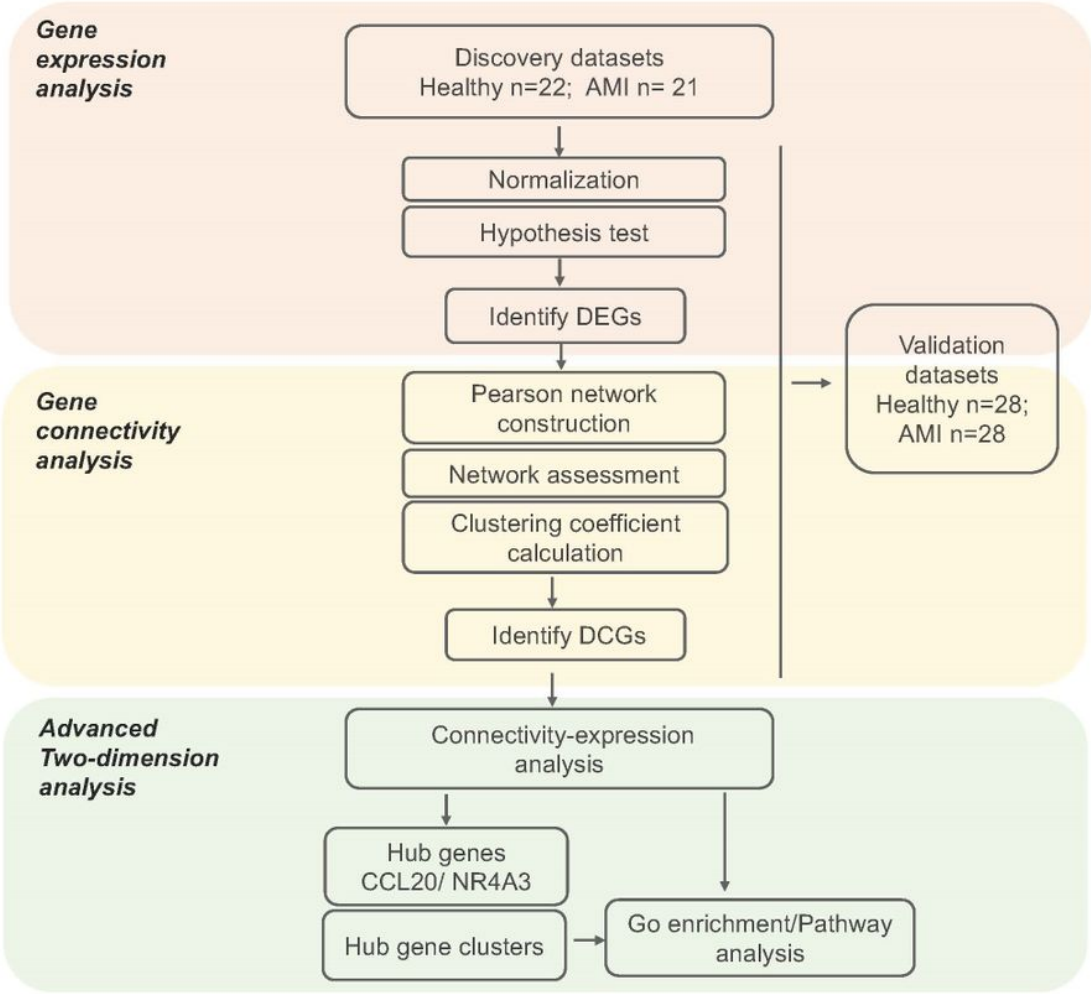 Gene
expression
analysis
Discovery datasets
Healthy n=22; AMI n= 21
Normalization
Hypothesis test
Identify DEGs
Validation
datasets
Healthy n=28;
AMI n=28
Gene
connectivity
analysis
Pearson network
construction
Network assessment
Clustering coefficient
calculation
Identify DCGs
Advanced
Two-dimension
analysis
Connectivity-expression
analysis
Hub genes
CCL20/ NR4A3
Hub gene clusters
Go enrichment/Pathway
analysis